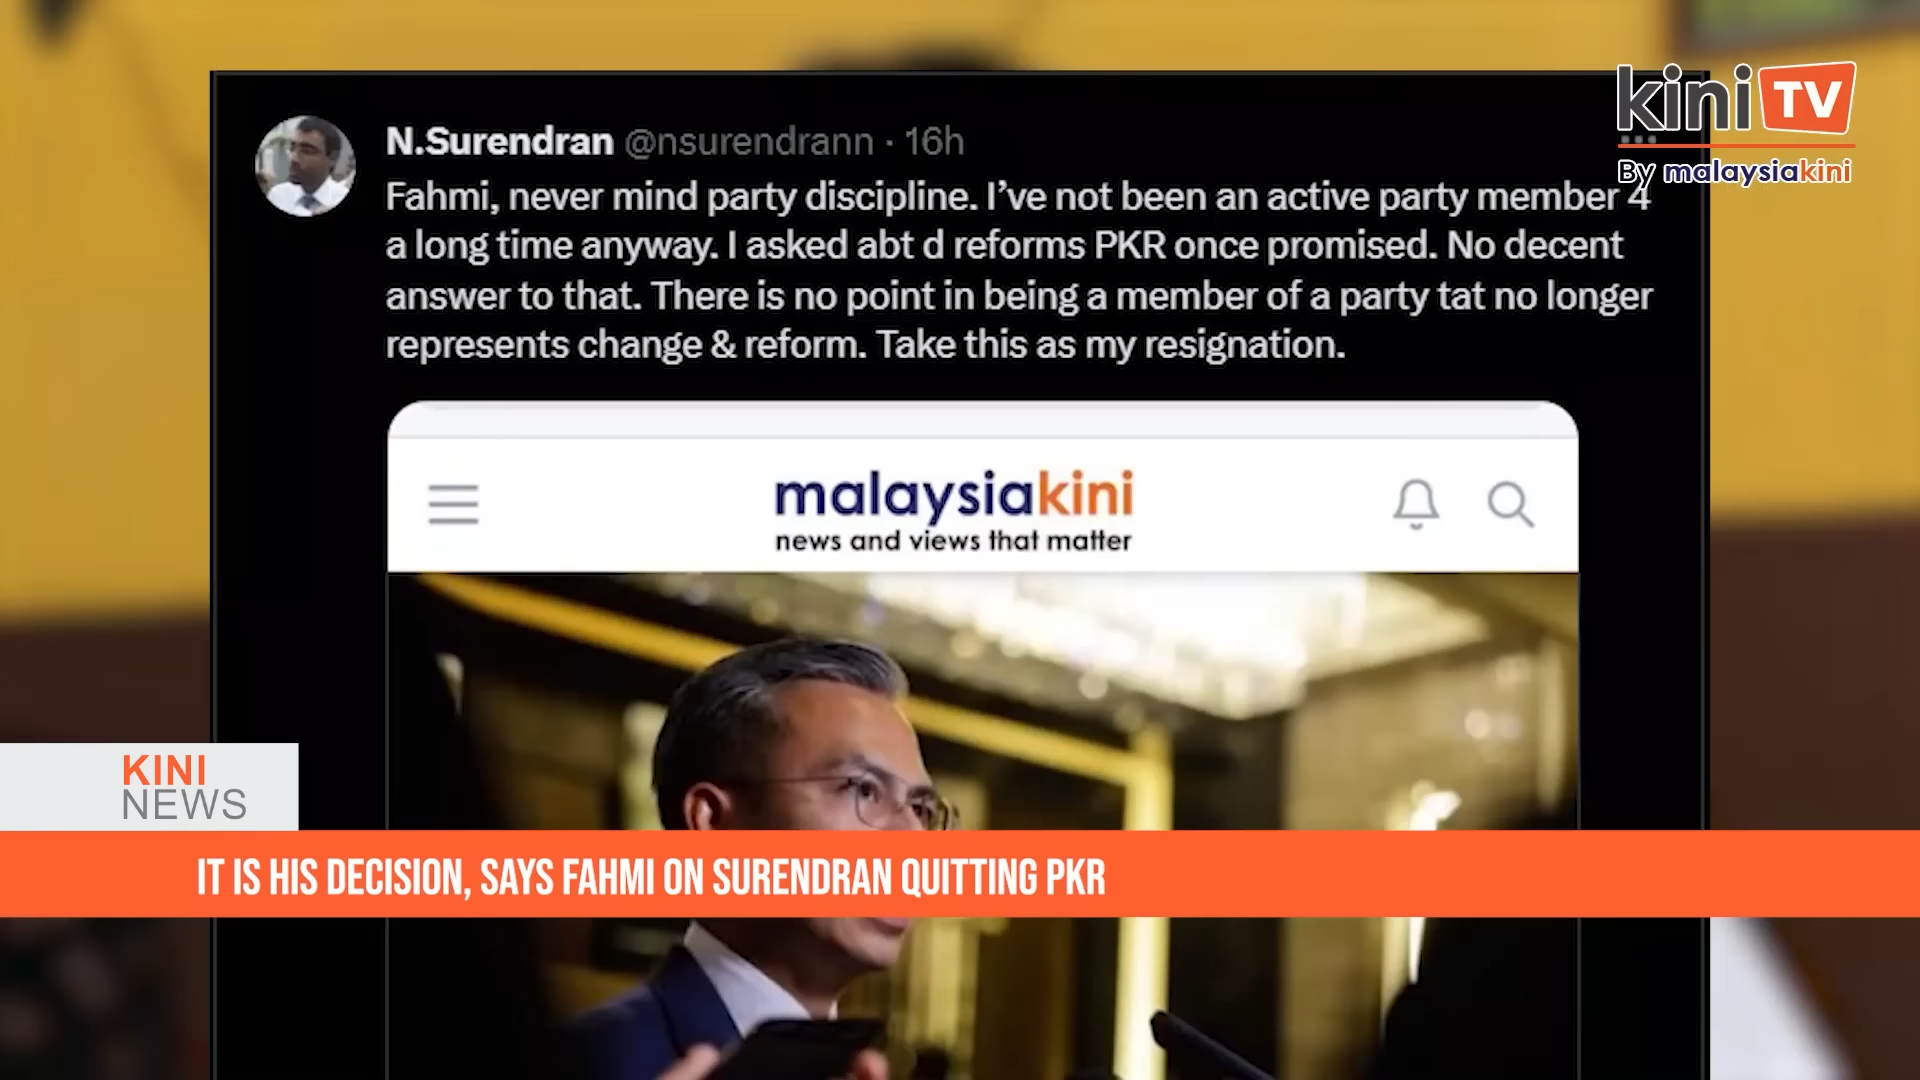 kini TV
By malaysiakini
N.Surendran @nsurendrann · 16h
Fahmi, never mind party discipline. I've not been an active party member 4
a long time anyway. I asked abt d reforms PKR once promised. No decent
answer to that. There is no point in being a member of a party tat no longer
represents change & reform. Take this as my resignation.
malaysiakini
news and views that matter
KINI
NEWS
IT IS HIS DECISION, SAYS FAHMI ON SURENDRAN QUITTING PKR